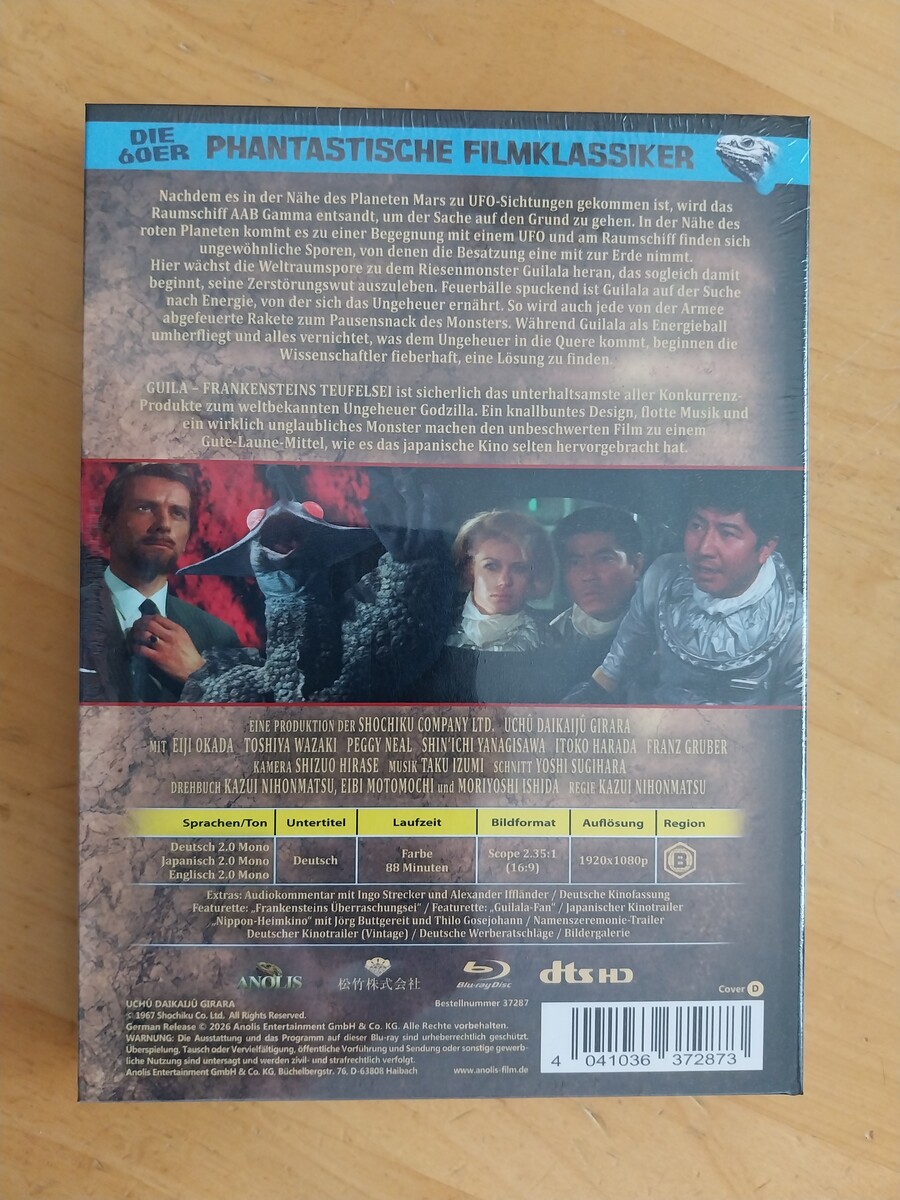 DIE
60ER
PHANTASTISCHE FILMKLASSIKER
Nachdem es in der Nähe des Planeten Mars zu UFO-Sichtungen gekommen ist, wird das
Raumschiff AAB Gamma entsandt, um der Sache auf den Grund zu gehen. In der Nähe des
roten Planeten kommt es zu einer Begegnung mit einem UFO und am Raumschiff finden sich
ungewöhnliche Sporen, von denen die Besatzung eine mit zur Erde nimmt.
Hier wächst die Weltraumspore zu dem Riesenmonster Guilala heran, das sogleich damit
beginnt, seine Zerstörungswut auszuleben. Feuerbälle spuckend ist Guilala auf der Suche
nach Energie, von der sich das Ungeheuer ernährt. So wird auch jede von der Armee
abgefeuerte Rakete zum Pausensnack des Monsters. Während Guilala als Energieball
umherfliegt und alles vernichtet, was dem Ungeheuer in die Quere kommt, beginnen die
Wissenschaftler fieberhaft, eine Lösung zu finden.
GUILA – FRANKENSTEINS TEUFELSEI ist sicherlich das unterhaltsamste aller Konkurrenz-
Produkte zum weltbekannten Ungeheuer Godzilla. Ein knallbuntes Design, flotte Musik und
ein wirklich unglaubliches Monster machen den unbeschwerten Film zu einem
Gute-Laune-Mittel, wie es das japanische Kino selten hervorgebracht hat.
EINE PRODUKTION DER SHOCHIKU COMPANY LTD. UCHÛ DAIKAIJÛ GIRARA
MIT EIJI OKADA TOSHIYA WAZAKI PEGGY NEAL SHIN'ICHI YANAGISAWA ITOKO HARADA FRANZ GRUBER
KAMERA SHIZUO HIRASE MUSIK TAKU IZUMI SCHNITT YOSHI SUGIHARA
DREHBUCH KAZUI NIHONMATSU, EIBI MOTOMOCHI und MORIYOSHI ISHIDA REGIE KAZUI NIHONMATSU
Sprachen/Ton Untertitel Laufzeit Bildformat Auflösung Region
Deutsch 2.0 Mono
Japanisch 2.0 Mono
Englisch 2.0 Mono
Deutsch
Farbe
88 Minuten
Scope 2.35:1
(16:9)
1920x1080p
B
Extras: Audiokommentar mit Ingo Strecker und Alexander Iffländer / Deutsche Kinofassung
Featurette: „Frankensteins Überraschungsei" / Featurette: „Guilala-Fan" / Japanischer Kinotrailer
„Nippon-Heimkino" mit Jörg Buttgereit und Thilo Gosejohann / Namenszeremonie-Trailer
Deutscher Kinotrailer (Vintage) / Deutsche Werberatschläge / Bildergalerie
ANOLIS
松竹株式会社
Blu-ray Disc
dts HD
Cover D
UCHÛ DAIKAIJÛ GIRARA
Bestellnummer 37287
© 1967 Shochiku Co. Ltd. All Rights Reserved.
German Release © 2026 Anolis Entertainment GmbH & Co. KG. Alle Rechte vorbehalten.
WARNUNG: Die Ausstattung und das Programm auf dieser Blu-ray sind urheberrechtlich geschützt.
Überspielung, Tausch oder Vervielfältigung, öffentliche Vorführung und Sendung oder sonstige gewerb-
liche Nutzung sind untersagt und werden zivil- und strafrechtlich verfolgt.
Anolis Entertainment GmbH & Co. KG, Büchelbergstr. 76, D-63808 Haibach
www.anolis-film.de
4 041036 372873